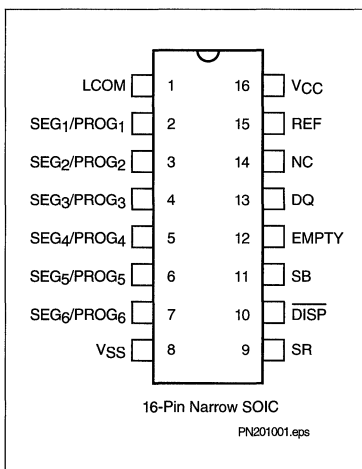 LCOM 1 16 VCC
SEG1/PROG1 2 15 REF
SEG2/PROG2 3 14 NC
SEG3/PROG3 4 13 DQ
SEG4/PROG4 5 12 EMPTY
SEG5/PROG5 6 11 SB
SEG6/PROG6 7 10 DISP
VSS 8 9 SR
16-Pin Narrow SOIC
PN201001.eps